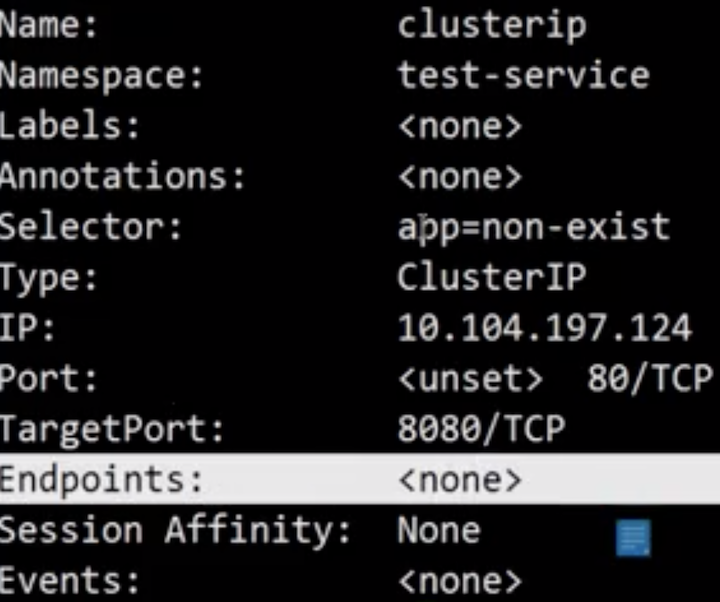 Name: clusterip
Namespace: test-service
Labels: <none>
Annotations: <none>
Selector: app=non-exist
Type: ClusterIP
IP: 10.104.197.124
Port: <unset> 80/TCP
TargetPort: 8080/TCP
Endpoints: <none>
Session Affinity: None
Events: <none>